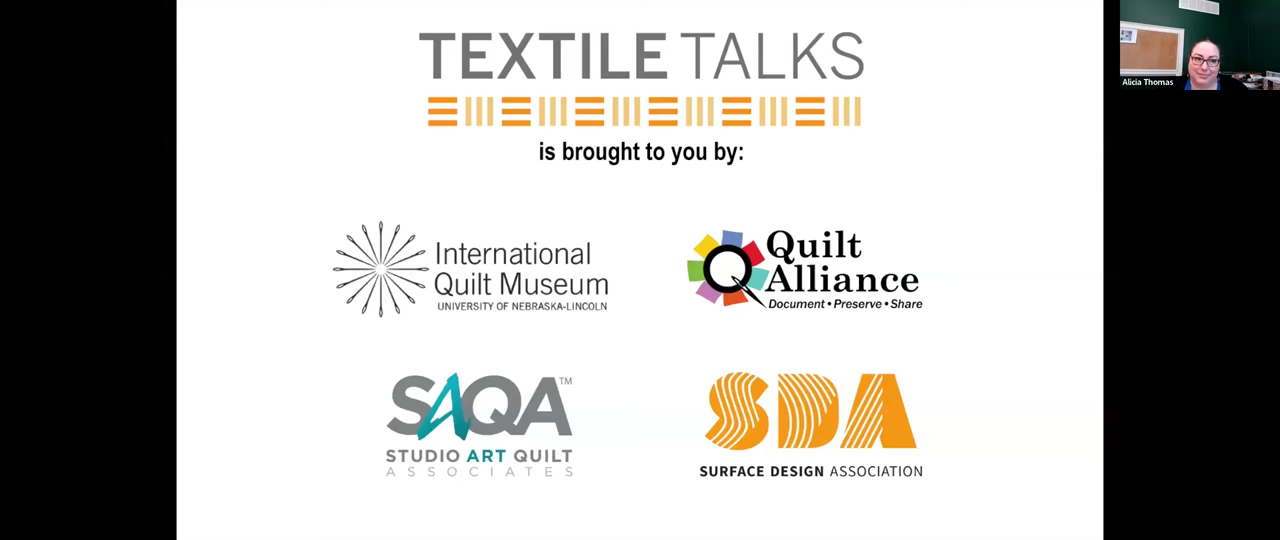 TEXTILE TALKS
is brought to you by:
International
Quilt Museum
UNIVERSITY OF NEBRASKA-LINCOLN
Quilt
Alliance
Document • Preserve • Share
SAQA™
STUDIO ART QUILT
ASSOCIATES
SDA
SURFACE DESIGN ASSOCIATION
Alicia Thomas